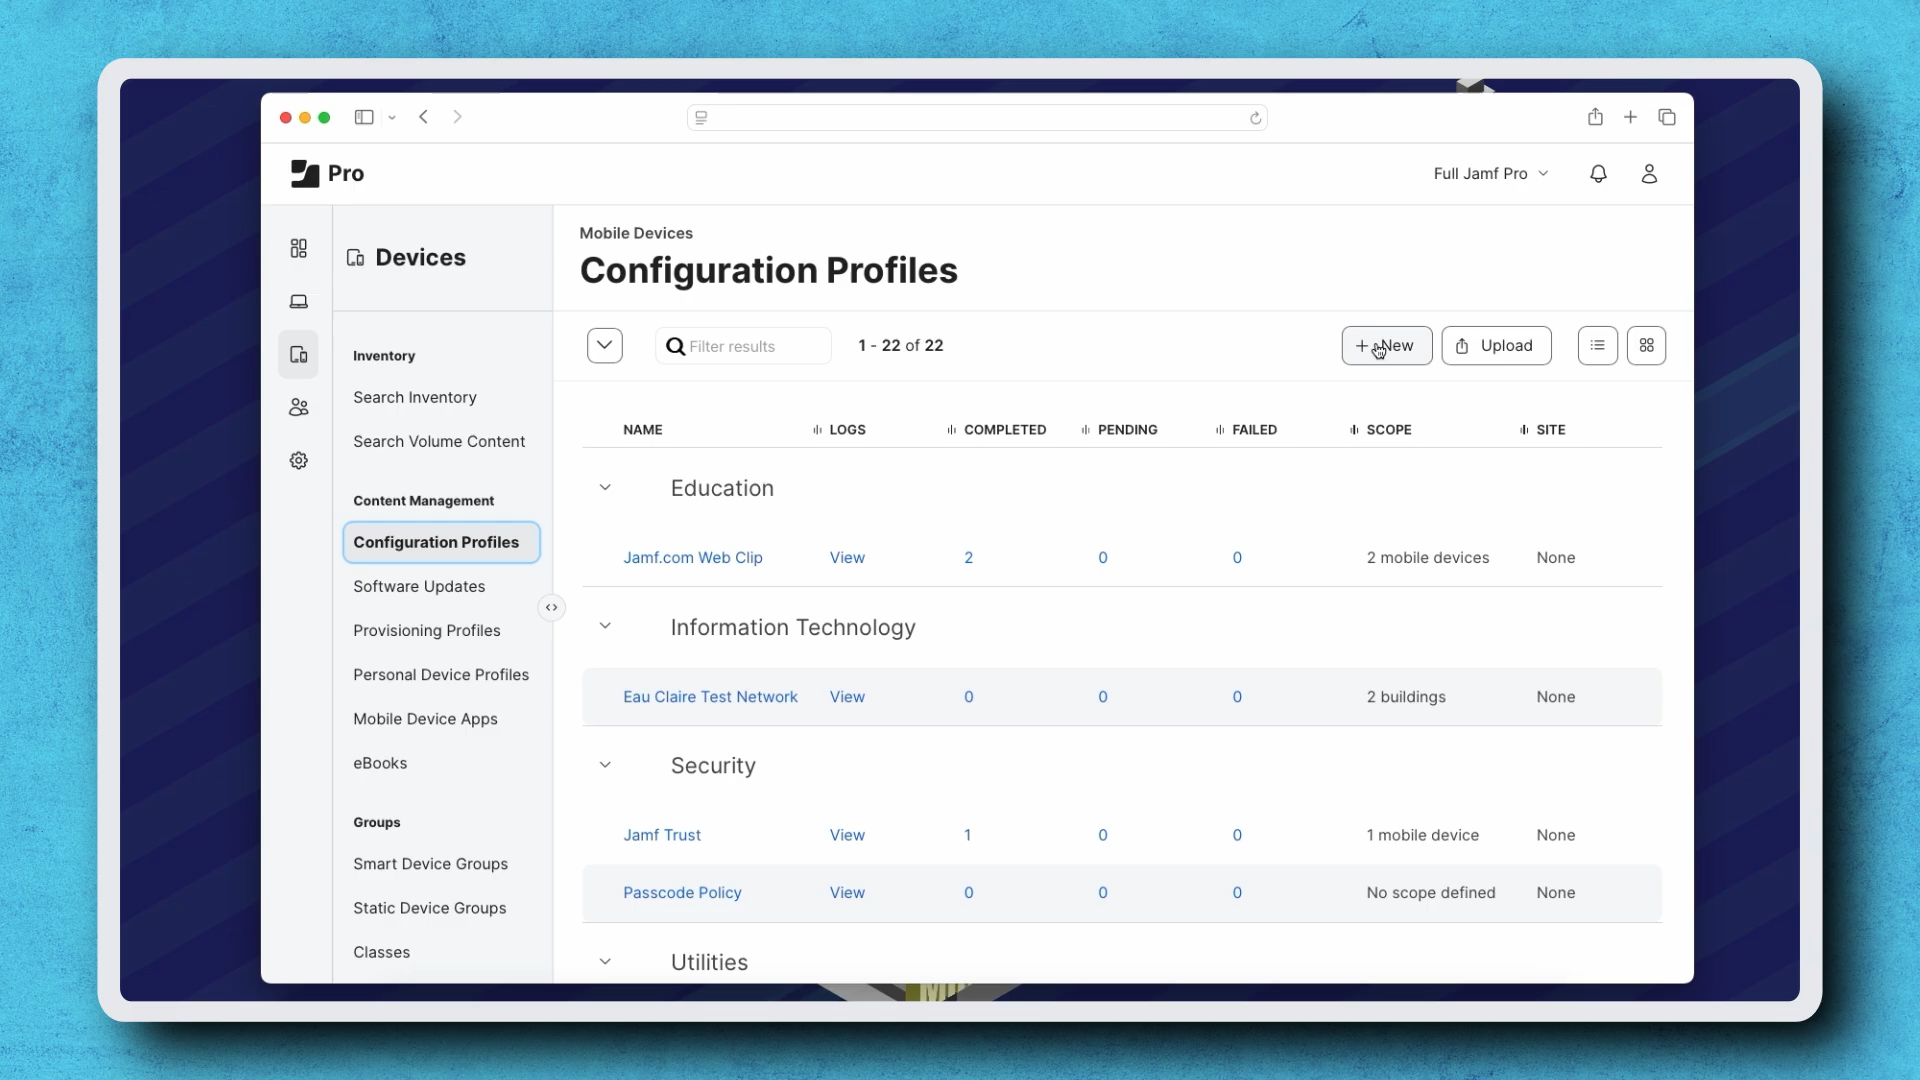 Pro
Full Jamf Pro
Devices
Mobile Devices
Configuration Profiles
Filter results
1 - 22 of 22
New
Upload
Inventory
Search Inventory
Search Volume Content
Content Management
Configuration Profiles
Software Updates
Provisioning Profiles
Personal Device Profiles
Mobile Device Apps
eBooks
Groups
Smart Device Groups
Static Device Groups
Classes
NAME LOGS COMPLETED PENDING FAILED SCOPE SITE
Education
Jamf.com Web Clip View 2 0 0 2 mobile devices None
Information Technology
Eau Claire Test Network View 0 0 0 2 buildings None
Security
Jamf Trust View 1 0 0 1 mobile device None
Passcode Policy View 0 0 0 No scope defined None
Utilities